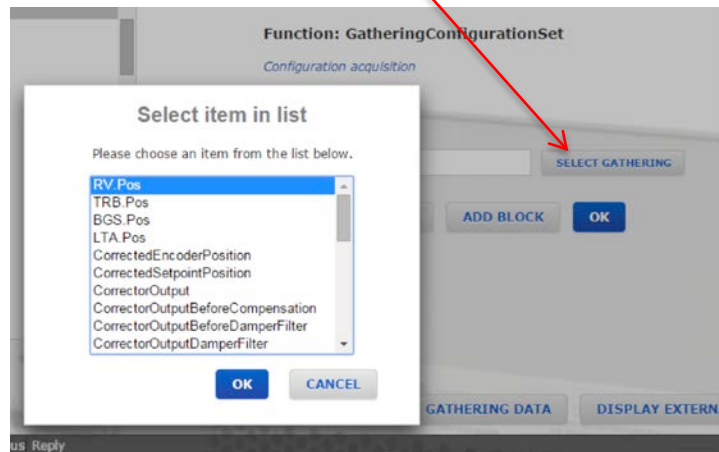 Function: GatheringConfigurationSet
Configuration acquisition
Select item in list
Please choose an item from the list below.
RV.Pos
TRB.Pos
BGS.Pos
LTA.Pos
CorrectedEncoderPosition
CorrectedSetpointPosition
CorrectorOutput
CorrectorOutputBeforeCompensation
CorrectorOutputBeforeDamperFilter
CorrectorOutputDamperFilter
OK CANCEL
SELECT GATHERING
ADD BLOCK OK
GATHERING DATA DISPLAY EXTERN
us Reply